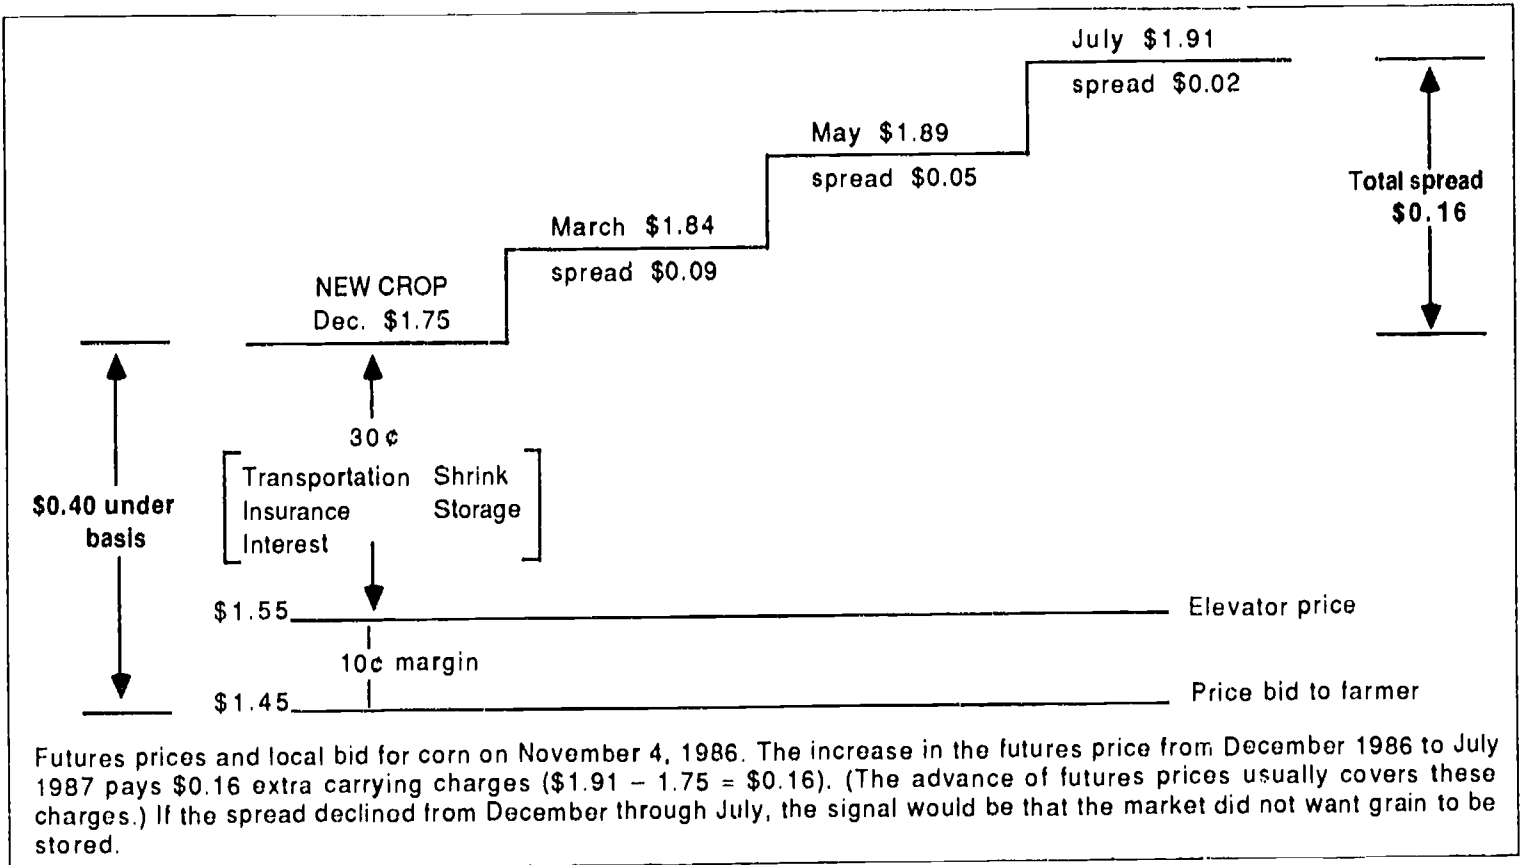 July $1.91
spread $0.02
May $1.89
spread $0.05
Total spread
$0.16
March $1.84
spread $0.09
NEW CROP
Dec. $1.75
30¢
Transportation Shrink
Insurance Storage
Interest
$0.40 under
basis
$1.55 Elevator price
10¢ margin
$1.45 Price bid to farmer
Futures prices and local bid for corn on November 4, 1986. The increase in the futures price from December 1986 to July
1987 pays $0.16 extra carrying charges ($1.91 – 1.75 = $0.16). (The advance of futures prices usually covers these
charges.) If the spread declined from December through July, the signal would be that the market did not want grain to be
stored.